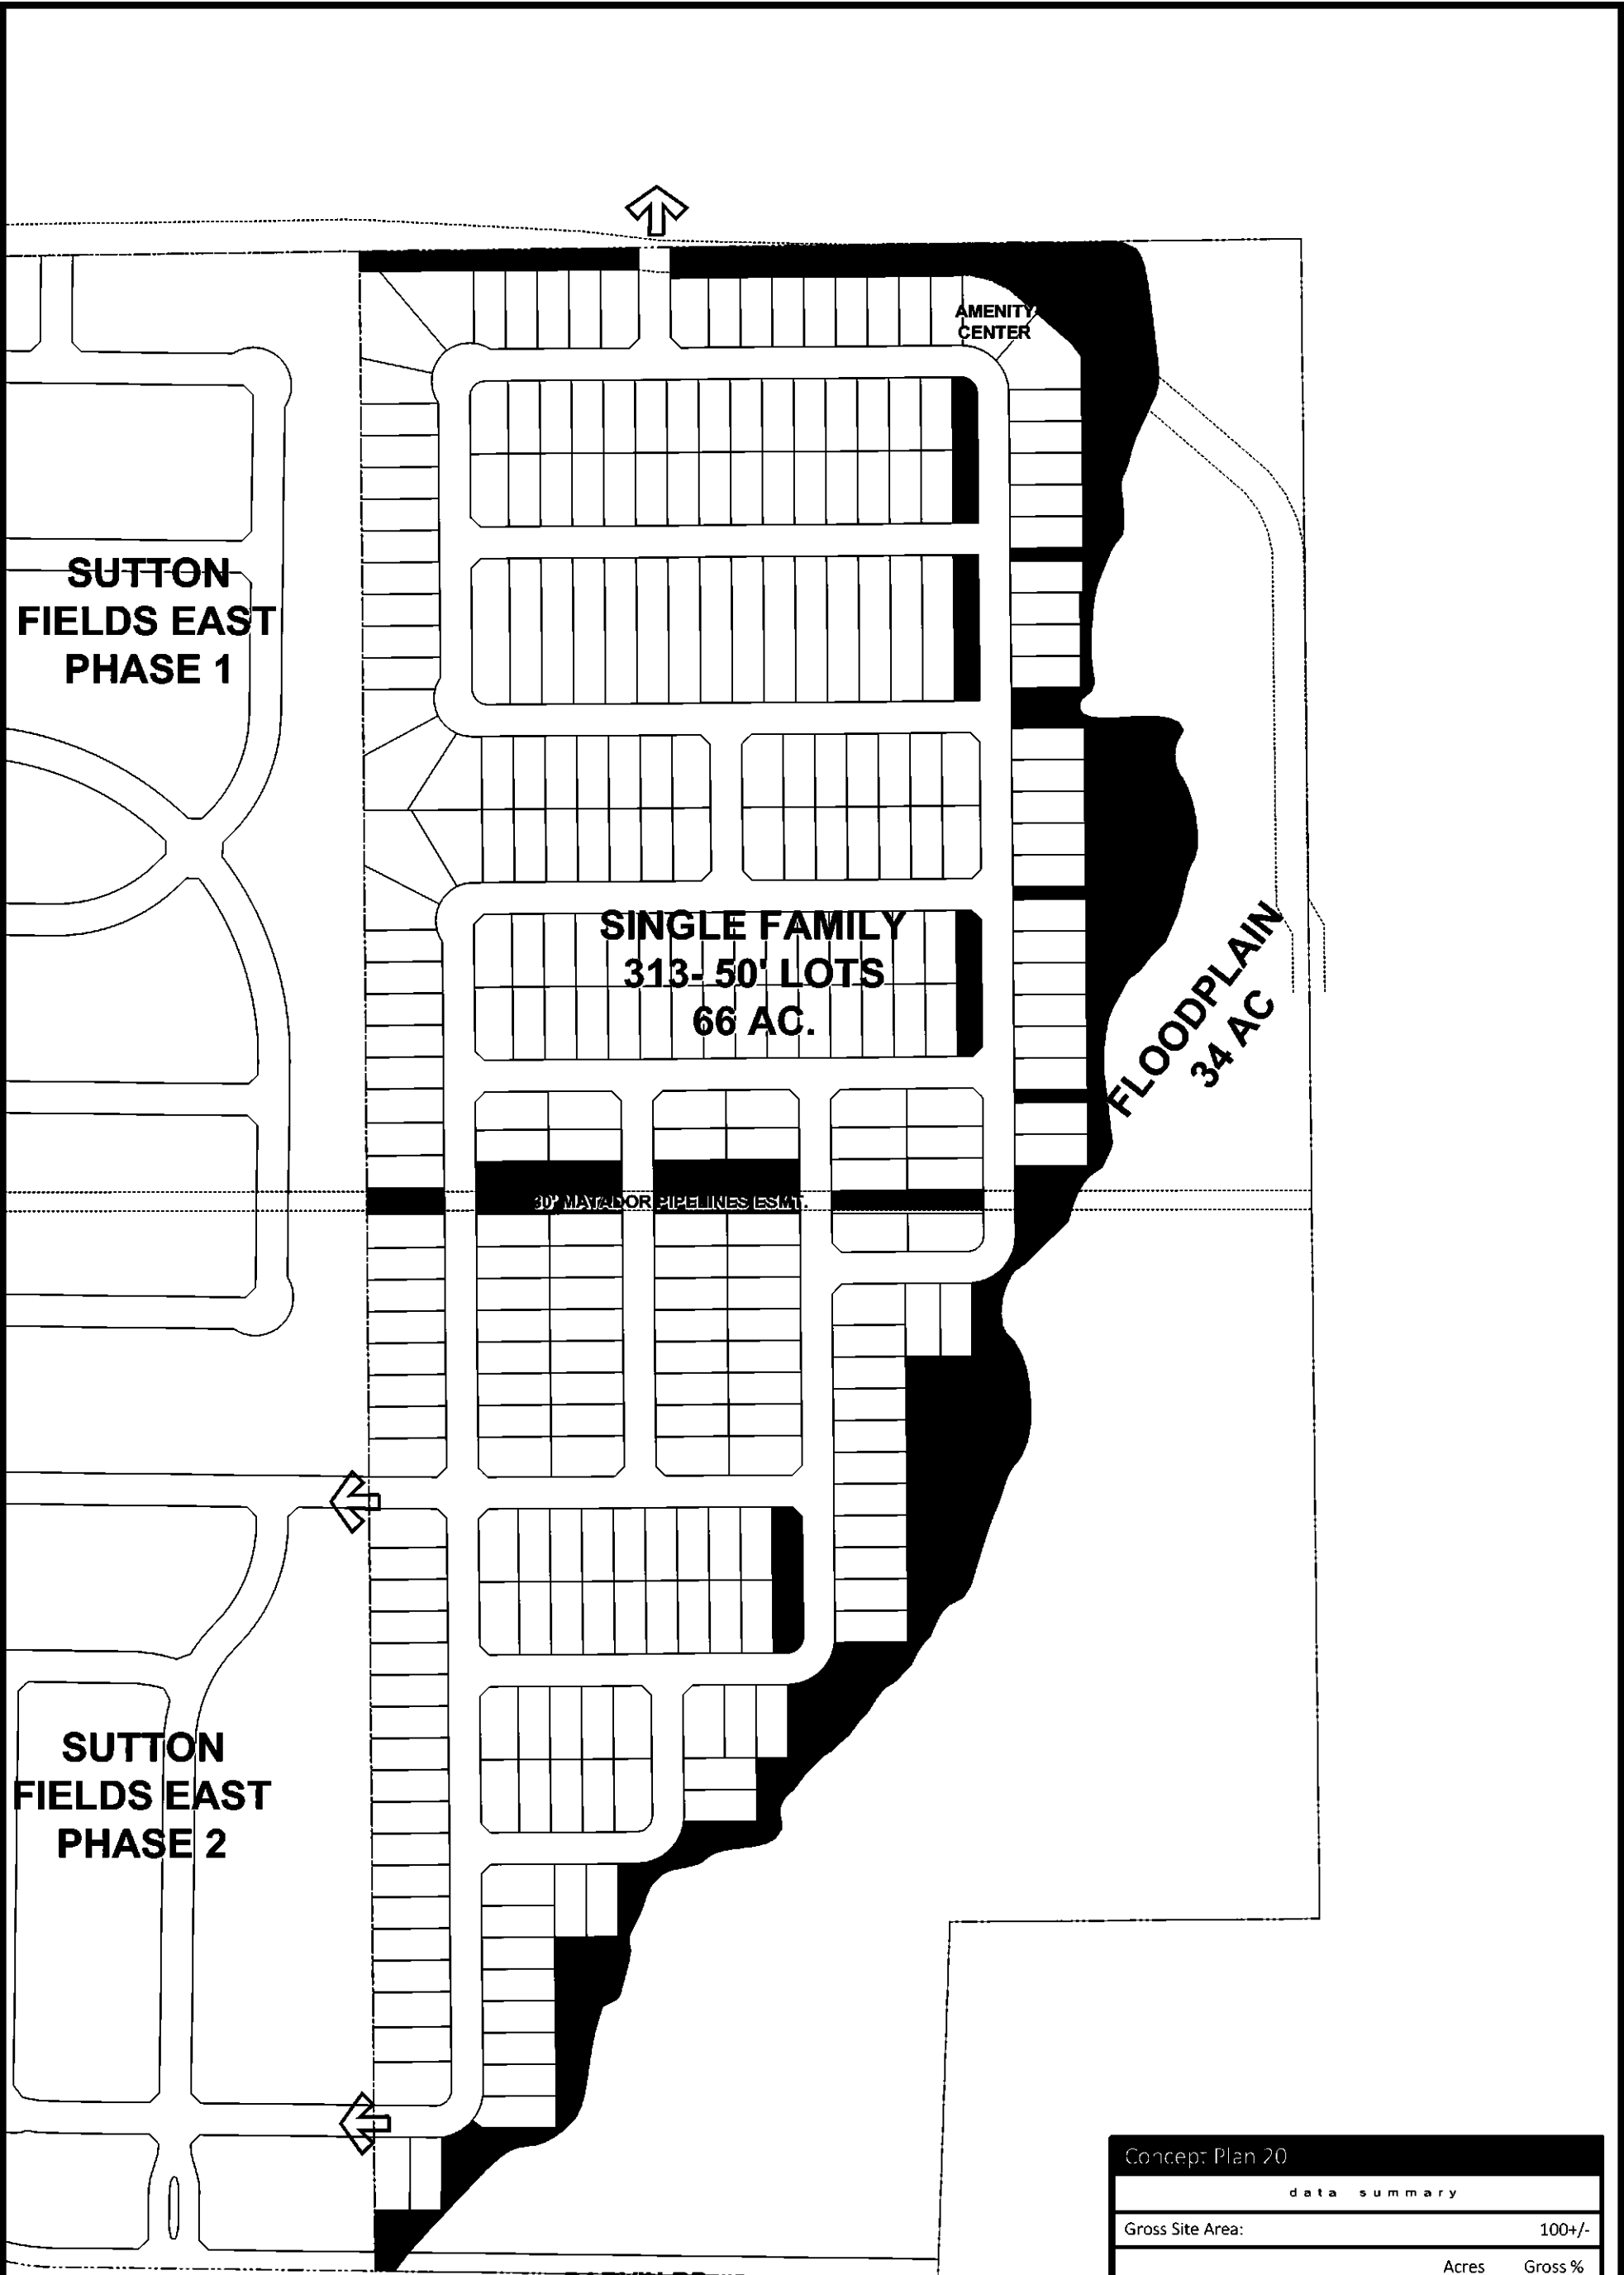 AMENITY
CENTER
SUTTON
FIELDS EAST
PHASE 1
SINGLE FAMILY
313- 50' LOTS
66 AC.
FLOODPLAIN
34 AC
30' MATADOR PIPELINES ESMT.
SUTTON
FIELDS EAST
PHASE 2
Concept Plan 20
data summary
Gross Site Area: 100+/-
Acres Gross %